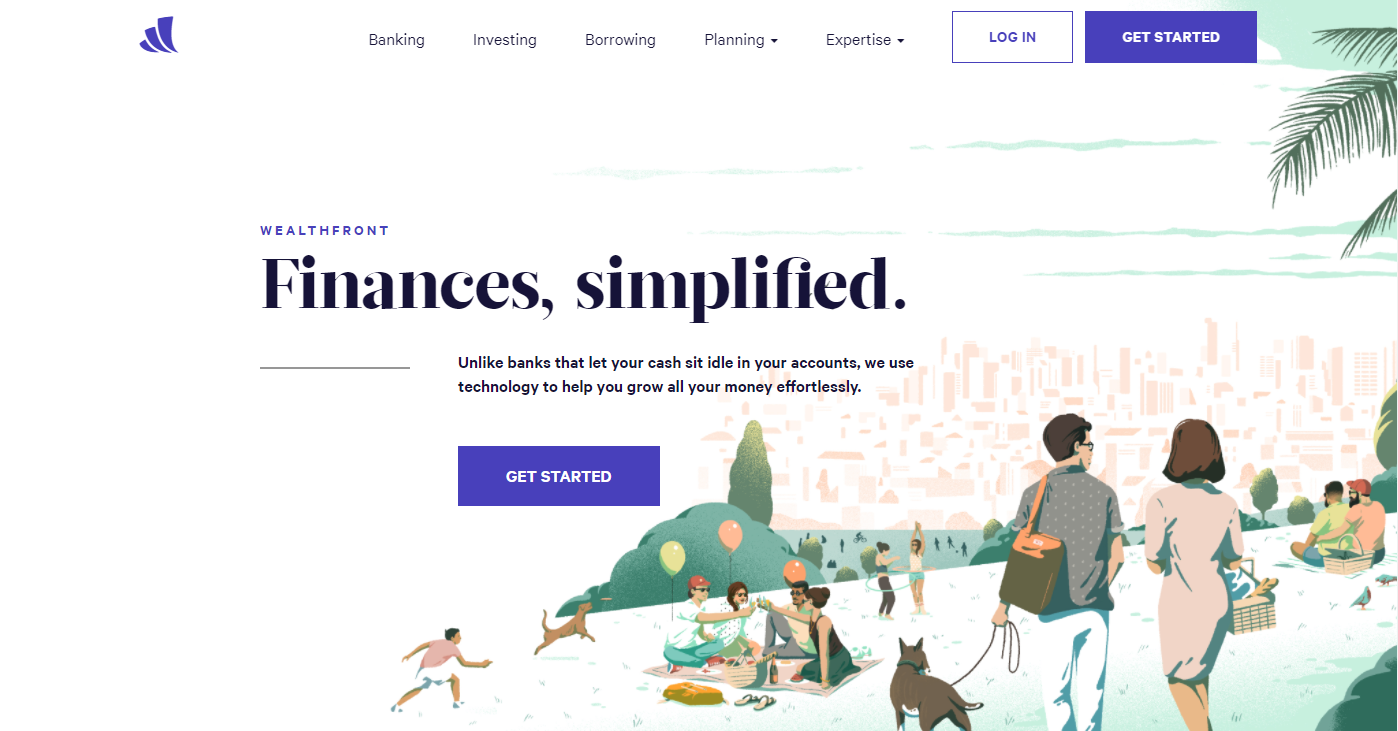 Banking Investing Borrowing Planning Expertise LOG IN GET STARTED
WEALTHFRONT
Finances, simplified.
Unlike banks that let your cash sit idle in your accounts, we use
technology to help you grow all your money effortlessly.
GET STARTED